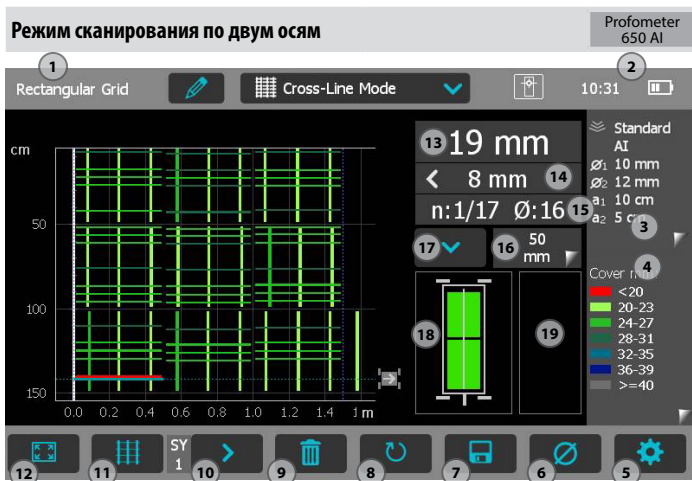 Режим сканирования по двум осям
Profometer
650 AI
1
2
Rectangular Grid
Cross-Line Mode
10:31
cm
50
100
150
0.0 0.2 0.4 0.6 0.8 1.0 1.2 1.4 1 m
13 19 mm
< 8 mm 14
n:1/17 Ø:16 15
17
16 50
mm
18
19
Standard
AI
ø1 10 mm
ø2 12 mm
a1 10 cm
a2 5 cm
3
4
Cover mm
<20
20-23
24-27
28-31
32-35
36-39
>=40
SY
1
12
11
10
9
8
7
6
5